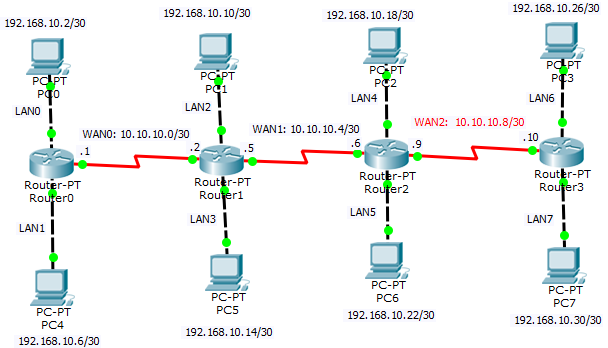 192.168.10.2/30
192.168.10.10/30
192.168.10.18/30
192.168.10.26/30
PC-PT
PC0
PC-PT
PC1
PC-PT
PC2
PC-PT
PC3
LAN0
LAN2
LAN4
LAN6
WAN0: 10.10.10.0/30
WAN1: 10.10.10.4/30
WAN2: 10.10.10.8/30
.1
.2
.5
.6
.9
.10
Router-PT
Router0
Router-PT
Router1
Router-PT
Router2
Router-PT
Router3
LAN1
LAN3
LAN5
LAN7
PC-PT
PC4
PC-PT
PC5
PC-PT
PC6
PC-PT
PC7
192.168.10.6/30
192.168.10.14/30
192.168.10.22/30
192.168.10.30/30